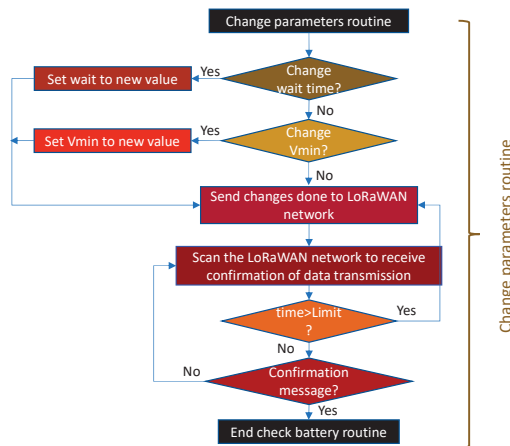 Change parameters routine
Change
wait time?
Yes
Set wait to new value
No
Change
Vmin?
Yes
Set Vmin to new value
No
Send changes done to LoRaWAN
network
Scan the LoRaWAN network to receive
confirmation of data transmission
time>Limit
?
Yes
No
Confirmation
message?
No
Yes
End check battery routine
Change parameters routine